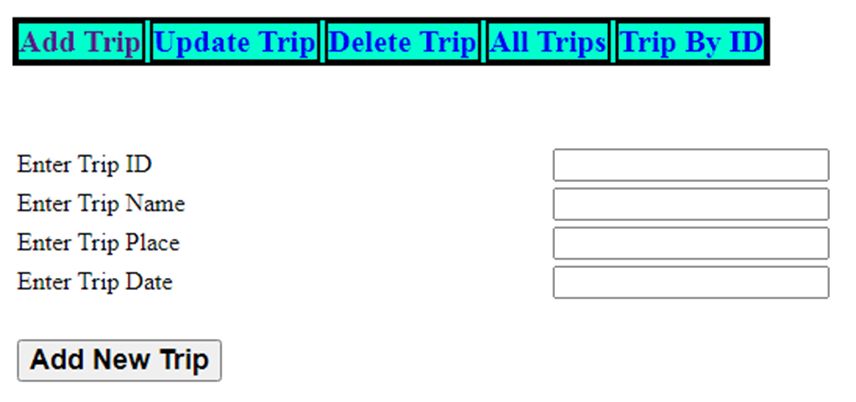 Add Trip Update Trip Delete Trip All Trips Trip By ID
Enter Trip ID
Enter Trip Name
Enter Trip Place
Enter Trip Date
Add New Trip